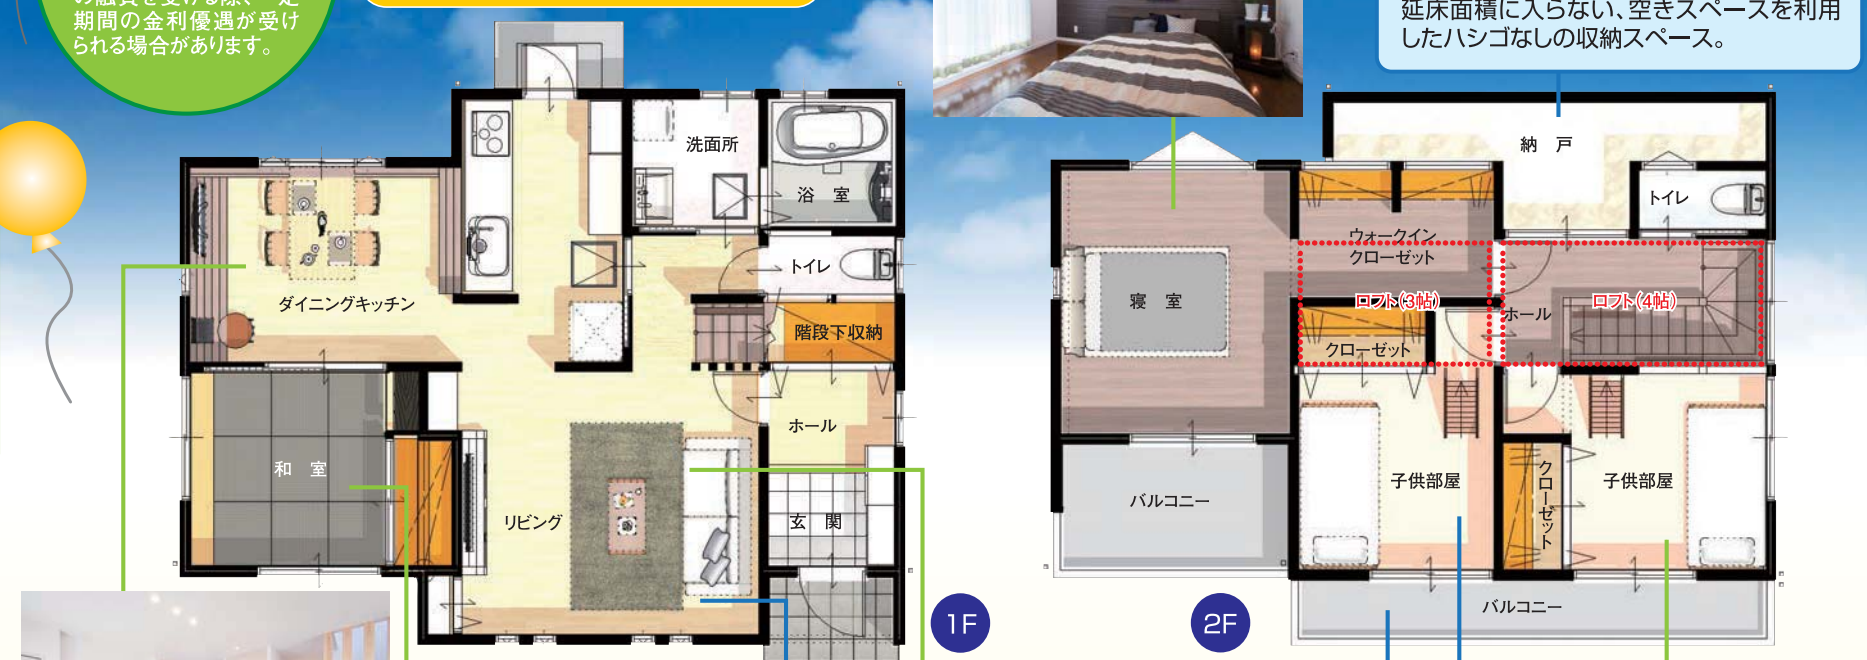 期間の金利優遇が受け
られる場合があります。
延床面積に入らない、空きスペースを利用
したハシゴなしの収納スペース。
洗面所
浴 室
トイレ
ダイニングキッチン
階段下収納
ホール
和 室
リビング
玄 関
1F
納 戸
トイレ
ウォークイン
クローゼット
ロフト(3帖)
ロフト(4帖)
寝 室
ホール
クローゼット
子供部屋
クローゼット
子供部屋
バルコニー
バルコニー
2F